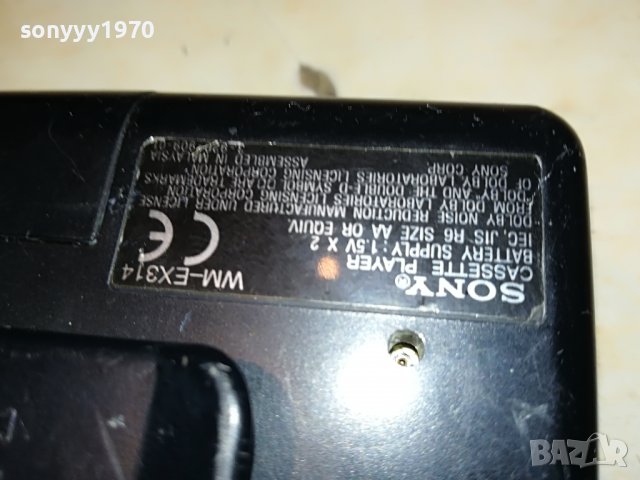 sonyyy1970
SONY®
CASSETTE PLAYER
WM-EX314
BATTERY SUPPLY : 1.5V X 2
IEC, JIS R6 SIZE AA OR EQUIV.
DOLBY NOISE REDUCTION MANUFACTURED UNDER LICENSE
FROM DOLBY LABORATORIES LICENSING CORPORATION.
"DOLBY" AND THE DOUBLE-D SYMBOL ARE TRADEMARKS
OF DOLBY LABORATORIES LICENSING CORPORATION.
SONY CORP.
ASSEMBLED IN MALAYSIA
CE
BAZAR